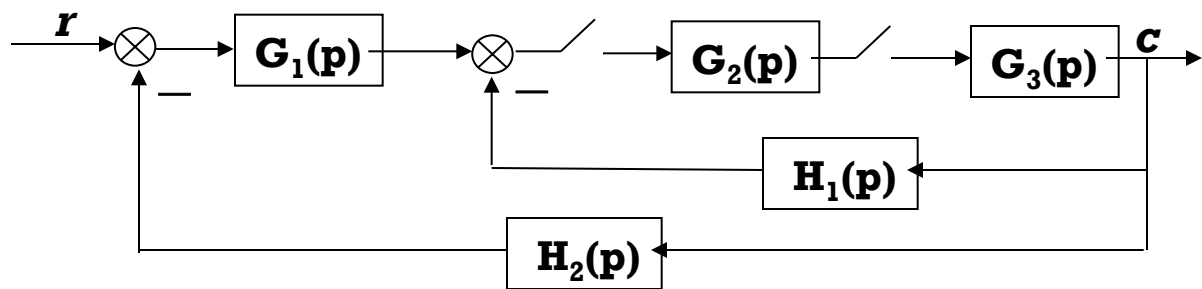 r
G₁(p)
G₂(p)
G₃(p)
c
H₁(p)
H₂(p)